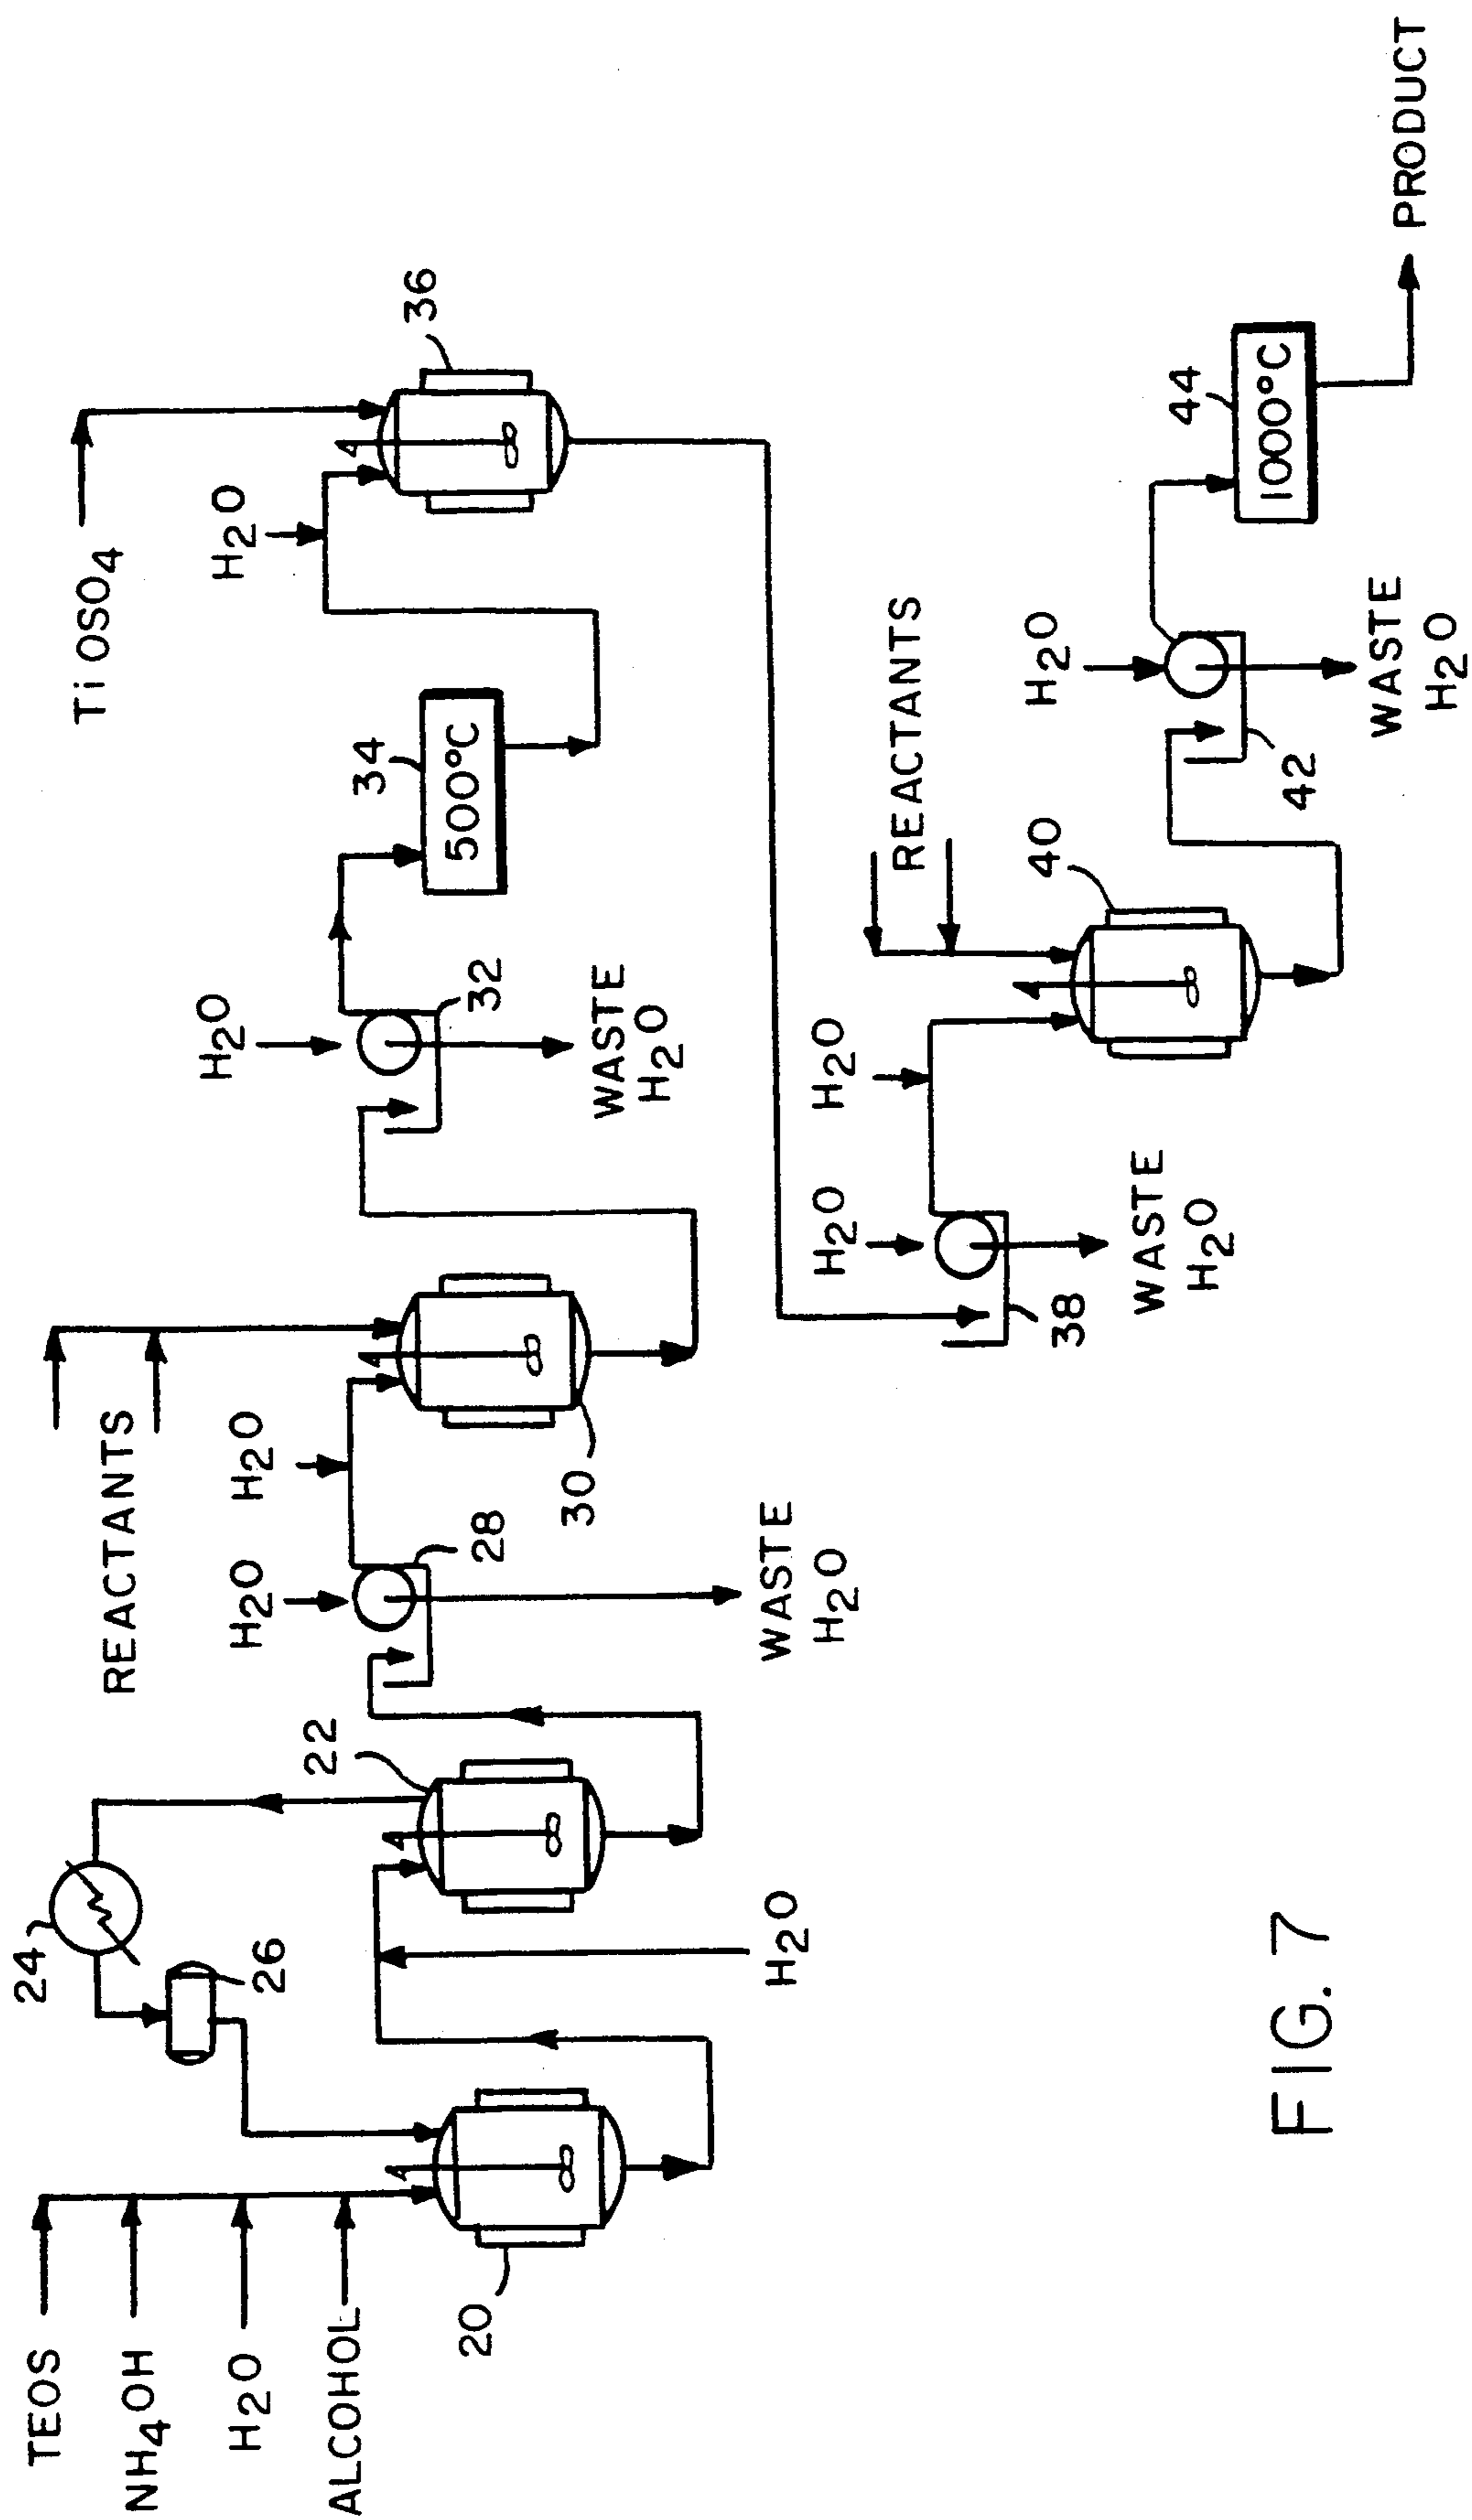 TEOS
NH4OH
H2O
ALCOHOL
20
24
26
22
H2O
REACTANTS
H2O
H2O
28
30
WASTE
H2O
H2O
32
WASTE
H2O
34
500°C
TiOSO4
H2O
36
H2O
38
WASTE
H2O
H2O
REACTANTS
40
42
H2O
WASTE
H2O
44
1000°C
PRODUCT
FIG. 7